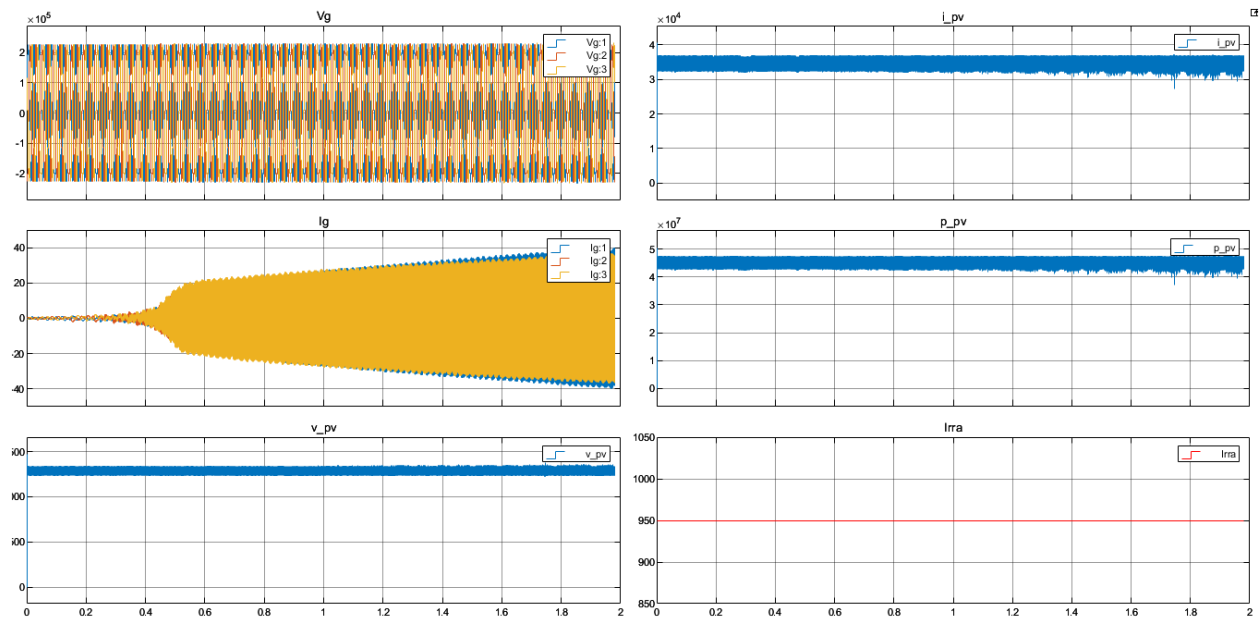 Vg
×10⁵
2
1
0
-1
-2
Vg:1
Vg:2
Vg:3
i_pv
×10⁴
4
3
2
1
0
i_pv
Ig
40
20
0
-20
-40
Ig:1
Ig:2
Ig:3
p_pv
×10⁷
5
4
3
2
1
0
p_pv
v_pv
0
v_pv
0 0.2 0.4 0.6 0.8 1 1.2 1.4 1.6 1.8 2
Irra
1050
1000
950
900
850
Irra
0 0.2 0.4 0.6 0.8 1 1.2 1.4 1.6 1.8 2